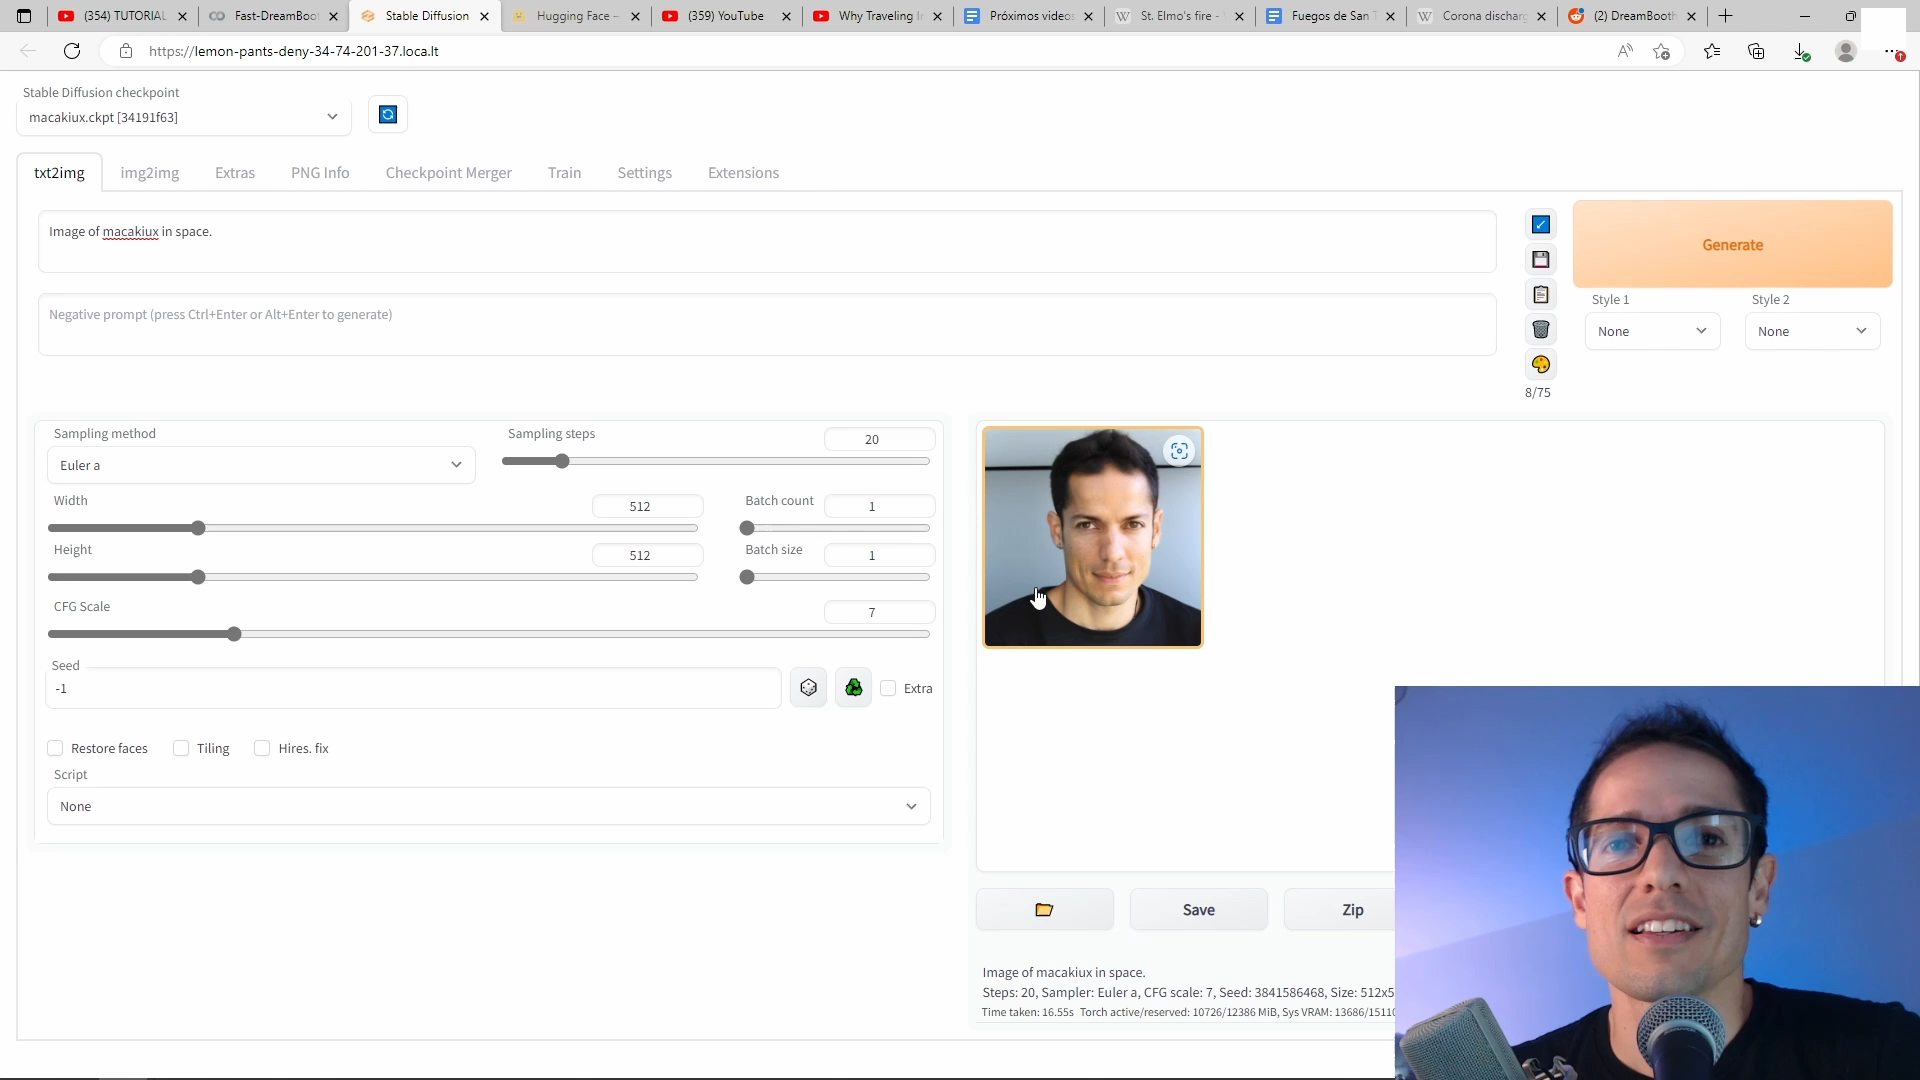 (354) TUTORIAL
Fast-DreamBoot
Stable Diffusion
Hugging Face –
(359) YouTube
Why Traveling I
Próximos videos
St. Elmo's fire -
Fuegos de San T
Corona discharg
(2) DreamBooth
https://lemon-pants-deny-34-74-201-37.loca.lt
Stable Diffusion checkpoint
macakiux.ckpt [34191f63]
txt2img
img2img
Extras
PNG Info
Checkpoint Merger
Train
Settings
Extensions
Image of macakiux in space.
Generate
Negative prompt (press Ctrl+Enter or Alt+Enter to generate)
Style 1
Style 2
None
None
8/75
Sampling method
Euler a
Sampling steps
20
Width
512
Batch count
1
Height
512
Batch size
1
CFG Scale
7
Seed
-1
Extra
Restore faces
Tiling
Hires. fix
Script
None
Save
Zip
Image of macakiux in space.
Steps: 20, Sampler: Euler a, CFG scale: 7, Seed: 3841586468, Size: 512x5
Time taken: 16.55s Torch active/reserved: 10726/12386 MiB, Sys VRAM: 13686/15110